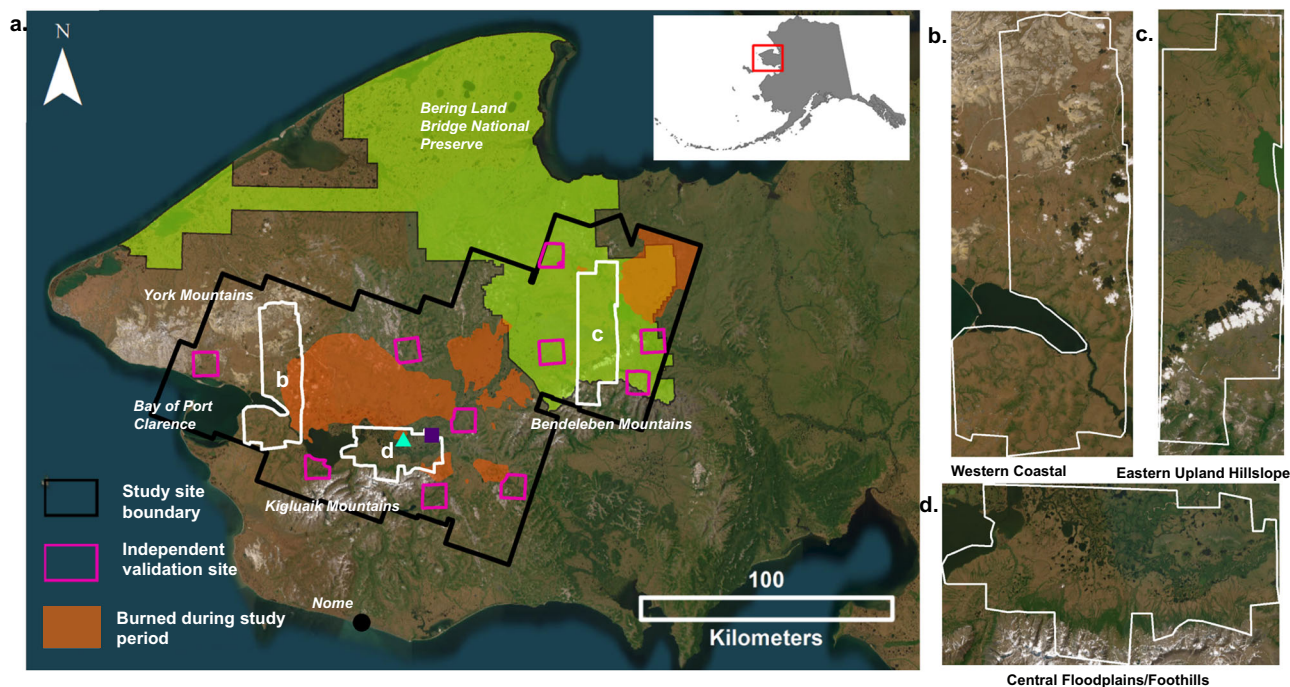 a.
N
Bering Land
Bridge National
Preserve
York Mountains
b
c
Bay of Port
Clarence
Bendeleben Mountains
d
Kigluaik Mountains
Study site
boundary
Independent
validation site
Burned during study
period
Nome
100
Kilometers
b.
Western Coastal
c.
Eastern Upland Hillslope
d.
Central Floodplains/Foothills